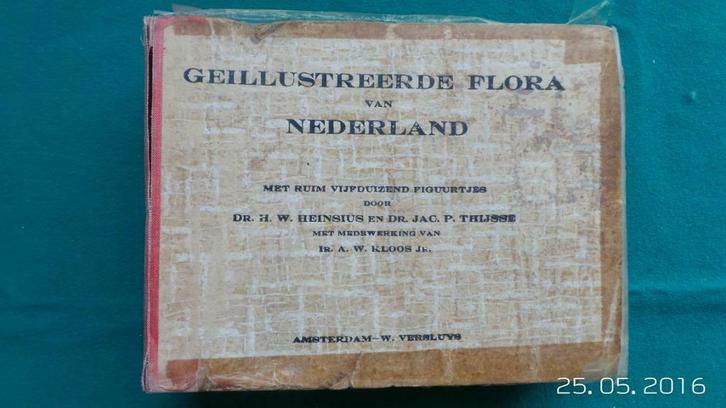 GEILLUSTREERDE FLORA
VAN
NEDERLAND
MET RUIM VIJFDUIZEND FIGUURTJES
DOOR
DR. H. W. HEINSIUS EN DR. JAC. P. THIJSSE
MET MEDEWERKING VAN
IR. A. W. KLOOS JR.
AMSTERDAM–W. VERSLUYS
25.05.2016